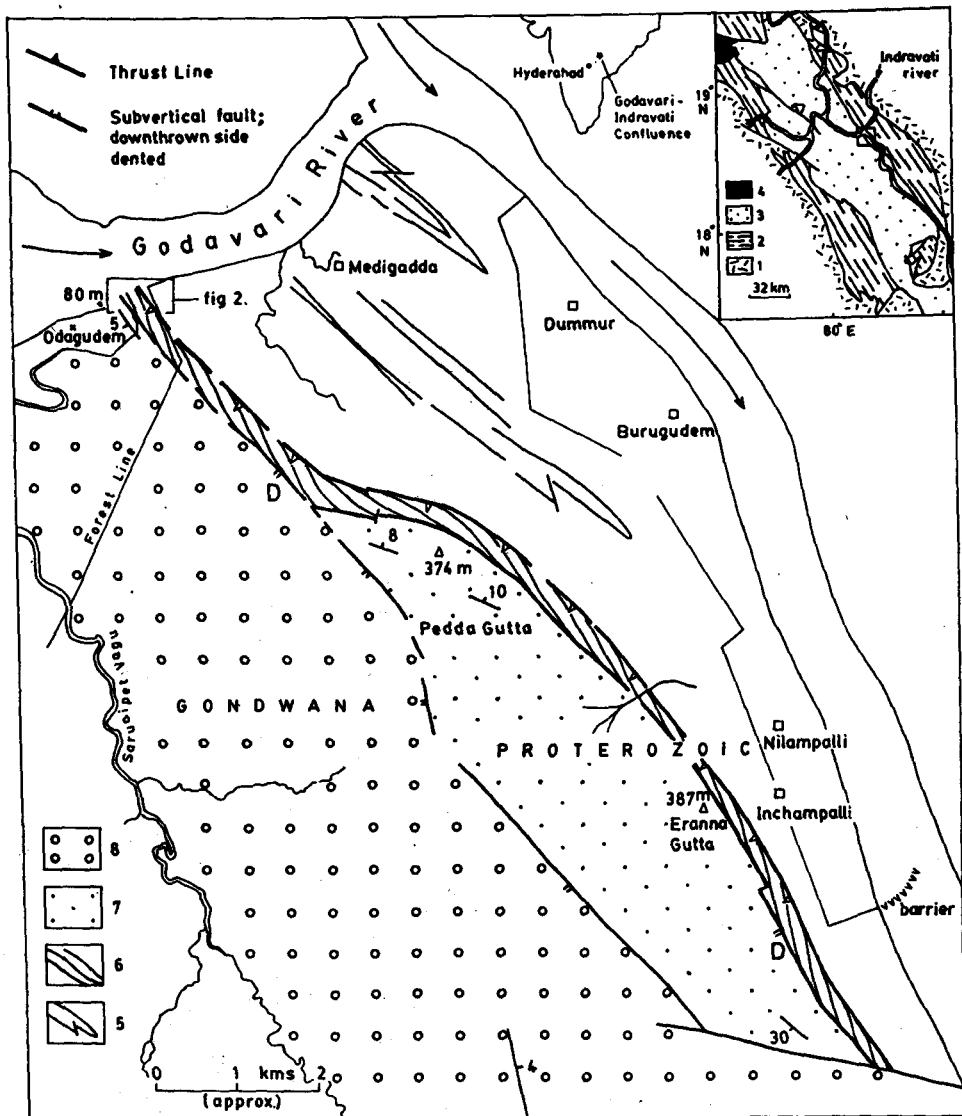 Thrust Line
Subvertical fault;
downthrown side
dented
Godavari River
Hyderabad
Godavari-
Indravati
Confluence
Indravati
river
19°
N
18°
N
4
3
2
1
32 km
80°E
80 m
fig 2.
5
Odagudem
Medigadda
Dummur
Burugudem
Forest Line
D
8
374 m
10
Pedda Gutta
Saruaipet Vagu
GONDWANA
PROTEROZOIC
Nilampalli
387m
Eranna
Gutta
Inchampalli
barrier
D
30°
4
8
7
6
5
0 1 kms 2
(approx.)